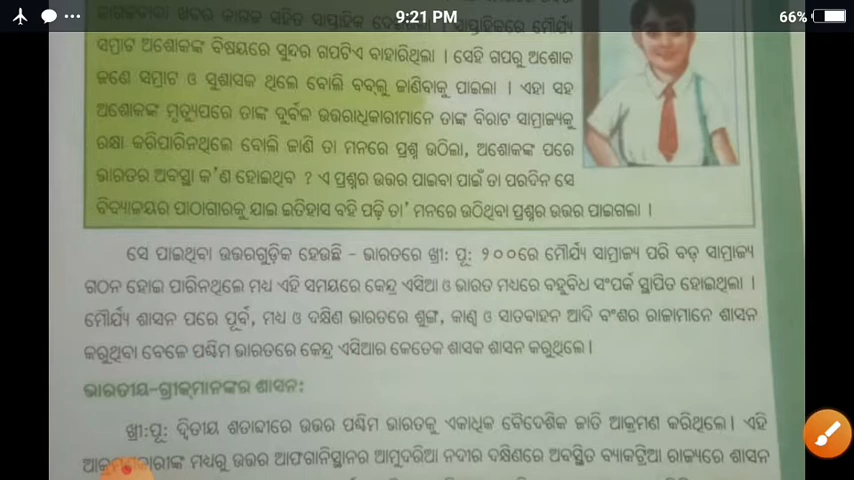 9:21 PM
66%
ସମ୍ରାଟ ଅଶୋକଙ୍କ ବିଷୟରେ ସୁନ୍ଦର ଗପଟିଏ ବାହାରିଥିଲା । ସେହି ଗପରୁ ଅଶୋକ
ଜଣେ ସମ୍ରାଟ ଓ ସୁଶାସକ ଥିଲେ ବୋଲି ବବ୍‌ଲୁ ଜାଣିବାକୁ ପାଇଲା । ଏହା ସହ
ଅଶୋକଙ୍କ ମୃତ୍ୟୁପରେ ତାଙ୍କ ଦୁର୍ବଳ ଉତ୍ତରାଧିକାରୀମାନେ ତାଙ୍କ ବିରାଟ ସାମ୍ରାଜ୍ୟକୁ
ରକ୍ଷା କରିପାରିନଥିଲେ ବୋଲି ଜାଣି ତା ମନରେ ପ୍ରଶ୍ନ ଉଠିଲା, ଅଶୋକଙ୍କ ପରେ
ଭାରତର ଅବସ୍ଥା କ'ଣ ହୋଇଥିବ ? ଏ ପ୍ରଶ୍ନର ଉତ୍ତର ପାଇବା ପାଇଁ ତା ପରଦିନ ସେ
ବିଦ୍ୟାଳୟର ପାଠାଗାରକୁ ଯାଇ ଇତିହାସ ବହି ପଢ଼ି ତା' ମନରେ ଉଠିଥିବା ପ୍ରଶ୍ନର ଉତ୍ତର ପାଇଗଲା ।
ସେ ପାଇଥିବା ଉତ୍ତରଗୁଡ଼ିକ ହେଉଛି - ଭାରତରେ ଖ୍ରୀ: ପୂ: ୨୦୦ରେ ମୌର୍ଯ୍ୟ ସାମ୍ରାଜ୍ୟ ପରି ବଡ଼ ସାମ୍ରାଜ୍ୟ
ଗଠନ ହୋଇ ପାରିନଥିଲେ ମଧ୍ୟ ଏହି ସମୟରେ କେନ୍ଦ୍ର ଏସିଆ ଓ ଭାରତ ମଧ୍ୟରେ ବହୁବିଧ ସଂପର୍କ ସ୍ଥାପିତ ହୋଇଥିଲା ।
ମୌର୍ଯ୍ୟ ଶାସନ ପରେ ପୂର୍ବ, ମଧ୍ୟ ଓ ଦକ୍ଷିଣ ଭାରତରେ ଶୁଙ୍ଗ, କାଣ୍ୱ ଓ ସାତବାହନ ଆଦି ବଂଶର ରାଜାମାନେ ଶାସନ
କରୁଥିବା ବେଳେ ପଶ୍ଚିମ ଭାରତରେ କେନ୍ଦ୍ର ଏସିଆର କେତେକ ଶାସକ ଶାସନ କରୁଥିଲେ ।
ଭାରତୀୟ-ଗ୍ରୀକ୍‌ମାନଙ୍କର ଶାସନ:
ଖ୍ରୀ:ପୂ: ଦ୍ୱିତୀୟ ଶତାବ୍ଦୀରେ ଉତ୍ତର ପଶ୍ଚିମ ଭାରତକୁ ଏକାଧିକ ବୈଦେଶିକ ଜାତି ଆକ୍ରମଣ କରିଥିଲେ । ଏହି
ଆକ୍ରମଣକାରୀଙ୍କ ମଧ୍ୟରୁ ଉତ୍ତର ଆଫଗାନିସ୍ଥାନର ଆମୁଦରିଆ ନଦୀର ଦକ୍ଷିଣରେ ଅବସ୍ଥିତ ବ୍ୟାକଟ୍ରିଆ ରାଜ୍ୟରେ ଶାସନ